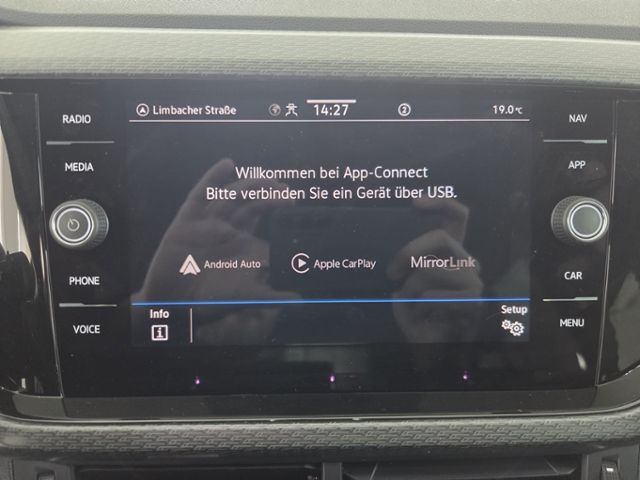 Limbacher Straße 14:27 2 19.0°C
RADIO
MEDIA
PHONE
VOICE
Willkommen bei App-Connect
Bitte verbinden Sie ein Gerät über USB.
Android Auto Apple CarPlay MirrorLink
Info Setup
i
NAV
APP
CAR
MENU